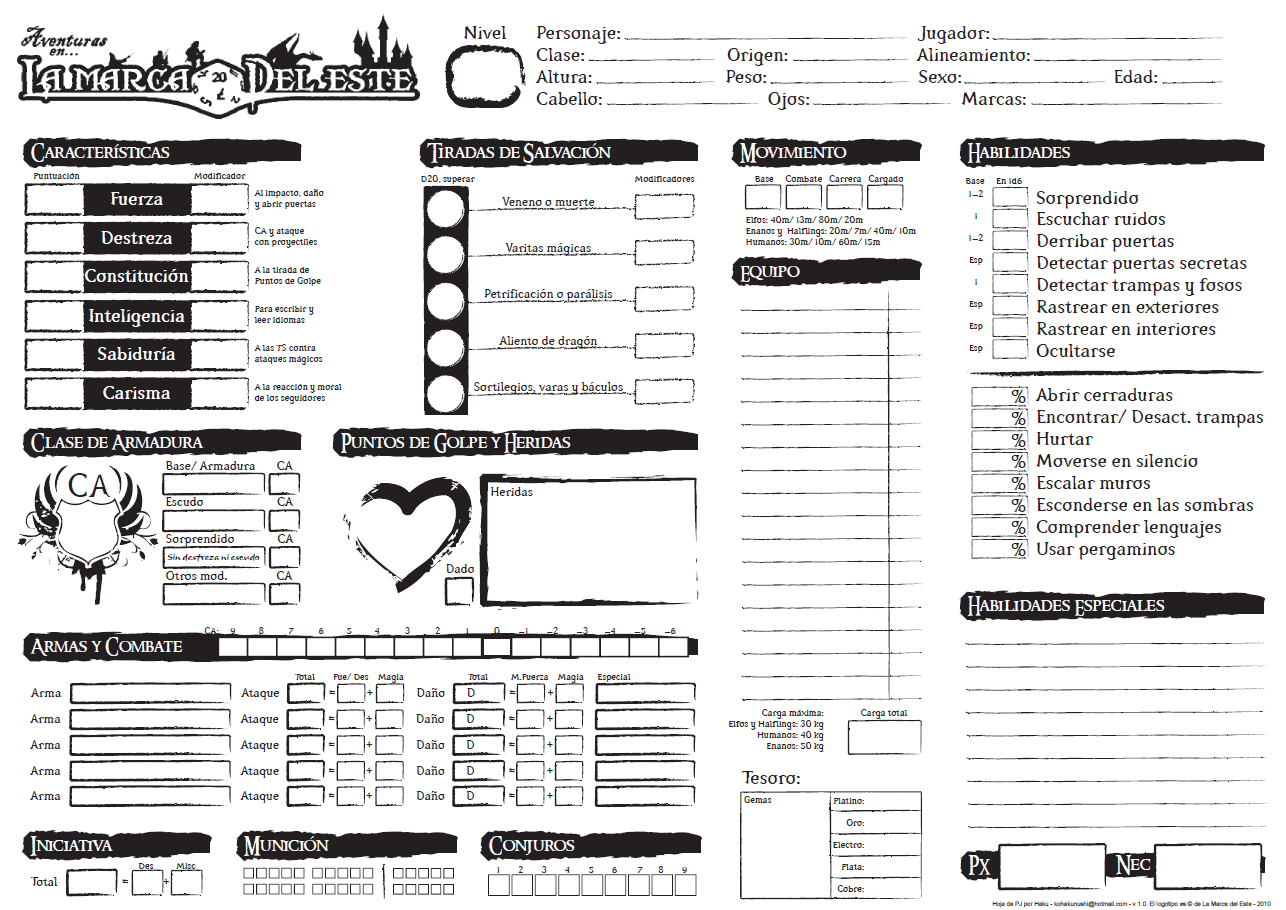 Aventuras
en...
LA MARCA DEL ESTE
20
Nivel
Personaje:
Jugador:
Clase:
Origen:
Alineamiento:
Altura:
Peso:
Sexo:
Edad:
Cabello:
Ojos:
Marcas:
CARACTERÍSTICAS
Puntuación
Modificador
Fuerza
Al impacto, daño
y abrir puertas
Destreza
CA y ataque
con proyectiles
Constitución
A la tirada de
Puntos de Golpe
Inteligencia
Para escribir y
leer idiomas
Sabiduría
A las TS contra
ataques mágicos
Carisma
A la reacción y moral
de los seguidores
TIRADAS DE SALVACIÓN
D20, superar
Modificadores
Veneno o muerte
Varitas mágicas
Petrificación o parálisis
Aliento de dragón
Sortilegios, varas y báculos
MOVIMIENTO
Base Combate Carrera Cargado
Elfos: 40m/ 13m/ 80m/ 20m
Enanos y Halflings: 20m/ 7m/ 40m/ 10m
Humanos: 30m/ 10m/ 60m/ 15m
EQUIPO
Carga máxima:
Elfos y Halflings: 30 kg
Humanos: 40 kg
Enanos: 50 kg
Carga total
Tesoro:
Gemas
Platino:
Oro:
Electro:
Plata:
Cobre:
HABILIDADES
Base En 1d6
1-2 Sorprendido
1 Escuchar ruidos
1-2 Derribar puertas
Esp Detectar puertas secretas
1 Detectar trampas y fosos
Esp Rastrear en exteriores
Esp Rastrear en interiores
Esp Ocultarse
% Abrir cerraduras
% Encontrar/ Desact. trampas
% Hurtar
% Moverse en silencio
% Escalar muros
% Esconderse en las sombras
% Comprender lenguajes
% Usar pergaminos
HABILIDADES ESPECIALES
PX
NEC
CLASE DE ARMADURA
CA
Base/ Armadura CA
Escudo CA
Sorprendido CA
Sin destreza ni escudo
Otros mod. CA
PUNTOS DE GOLPE Y HERIDAS
Heridas
Dado
ARMAS Y COMBATE
CA: 9 8 7 6 5 4 3 2 1 0 -1 -2 -3 -4 -5 -6
Total Fue/ Des Magia Total M.Fuerza Magia Especial
Arma Ataque = + Daño D = +
Arma Ataque = + Daño D = +
Arma Ataque = + Daño D = +
Arma Ataque = + Daño D = +
Arma Ataque = + Daño D = +
INICIATIVA
Des Misc
Total = +
MUNICIÓN
CONJUROS
1 2 3 4 5 6 7 8 9
Hoja de PJ por Haku - kohakunushi@hotmail.com - v 1.0. El logotipo es © de La Marca del Este - 2010